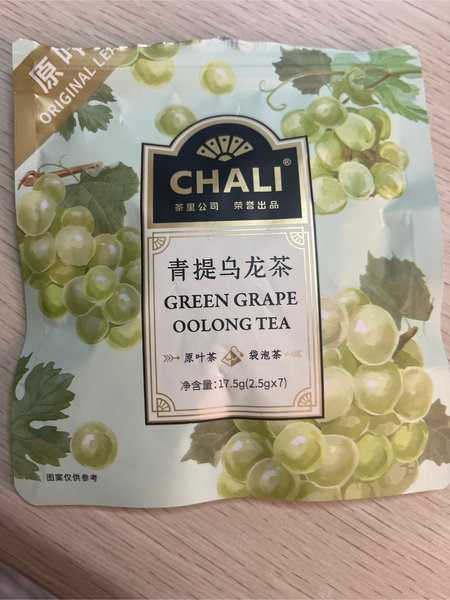 原叶
ORIGINAL LE
CHALI®
茶里公司 荣誉出品
青提乌龙茶
GREEN GRAPE
OOLONG TEA
原叶茶 袋泡茶
净含量:17.5g(2.5gx7)
图案仅供参考